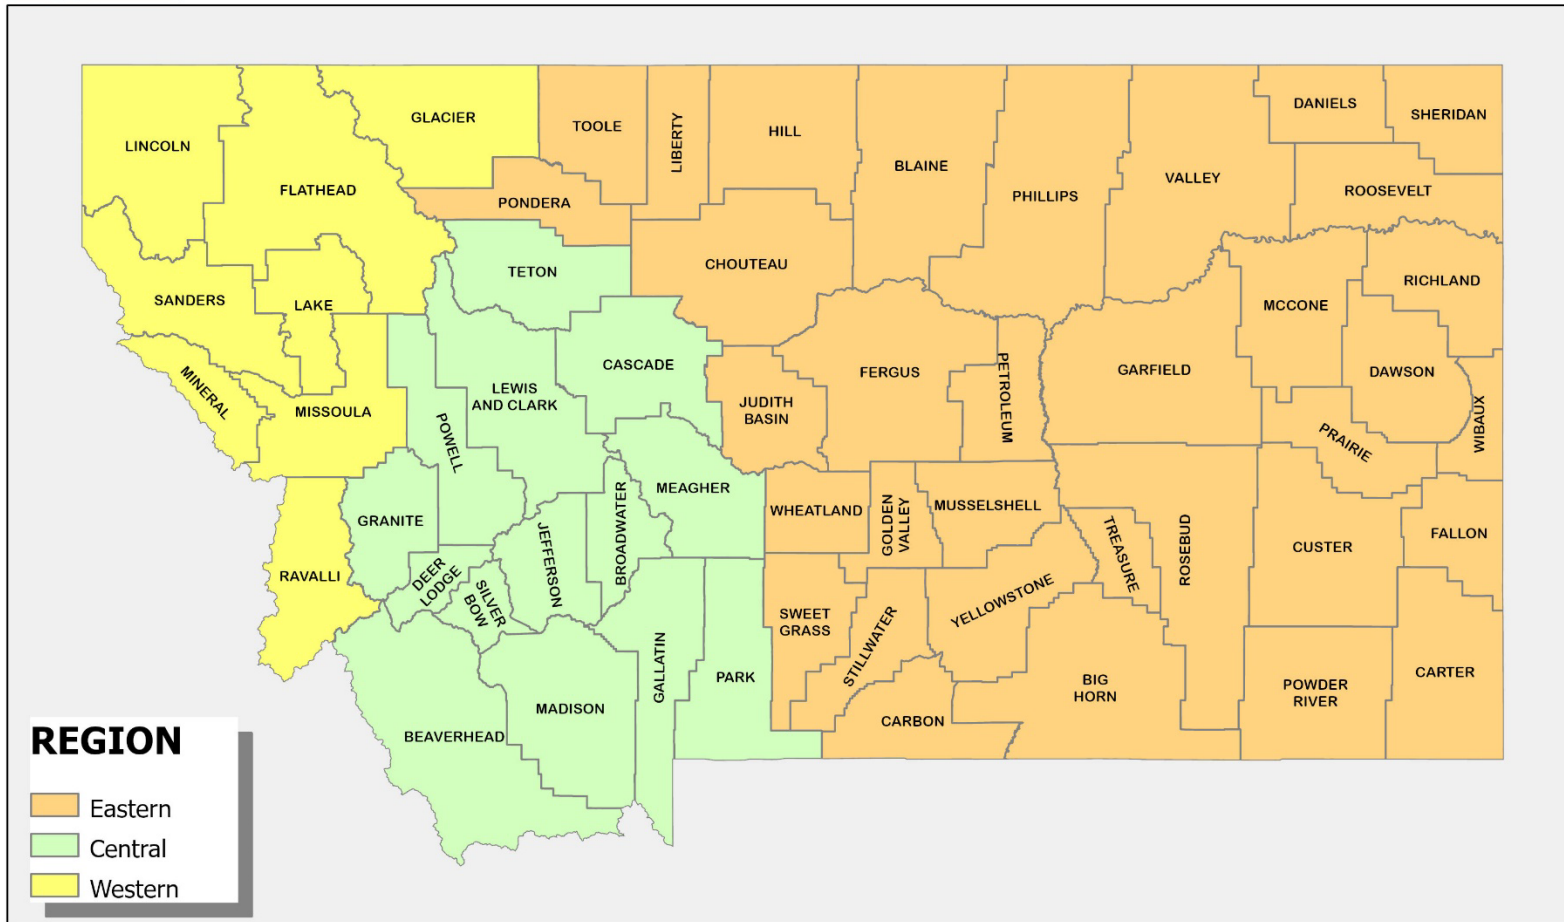 GLACIER
DANIELS
SHERIDAN
TOOLE
LIBERTY
HILL
LINCOLN
BLAINE
VALLEY
FLATHEAD
ROOSEVELT
PHILLIPS
PONDERA
CHOUTEAU
TETON
RICHLAND
SANDERS
LAKE
MCCONE
CASCADE
GARFIELD
FERGUS
PETROLEUM
DAWSON
MINERAL
LEWIS
AND CLARK
JUDITH
BASIN
MISSOULA
POWELL
PRAIRIE
WIBAUX
MEAGHER
WHEATLAND
GOLDEN
VALLEY
MUSSELSHELL
GRANITE
BROADWATER
JEFFERSON
TREASURE
ROSEBUD
FALLON
CUSTER
RAVALLI
DEER
LODGE
SILVER
BOW
YELLOWSTONE
SWEET
GRASS
STILLWATER
GALLATIN
PARK
BIG
HORN
POWDER
RIVER
CARTER
MADISON
CARBON
BEAVERHEAD
REGION
Eastern
Central
Western